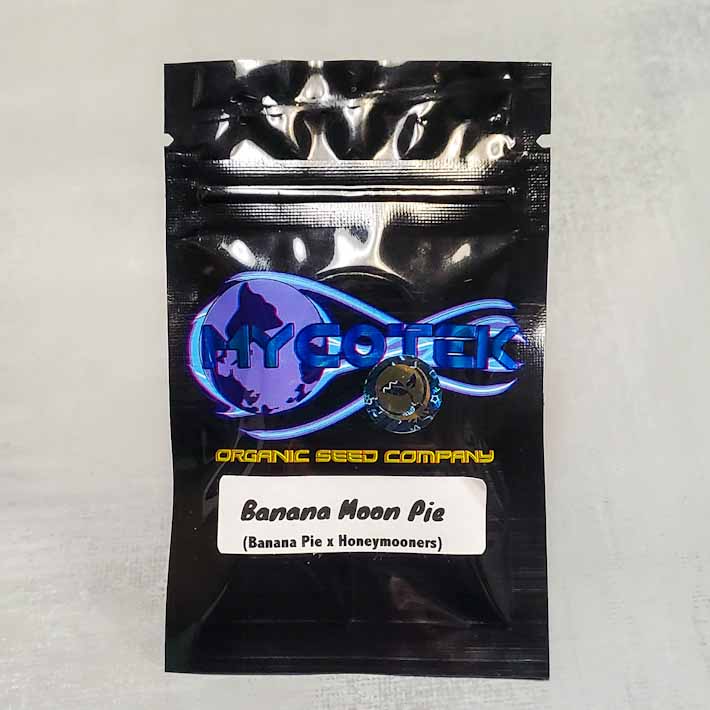 MYCOTEK
ORGANIC SEED COMPANY
Banana Moon Pie
(Banana Pie x Honeymooners)